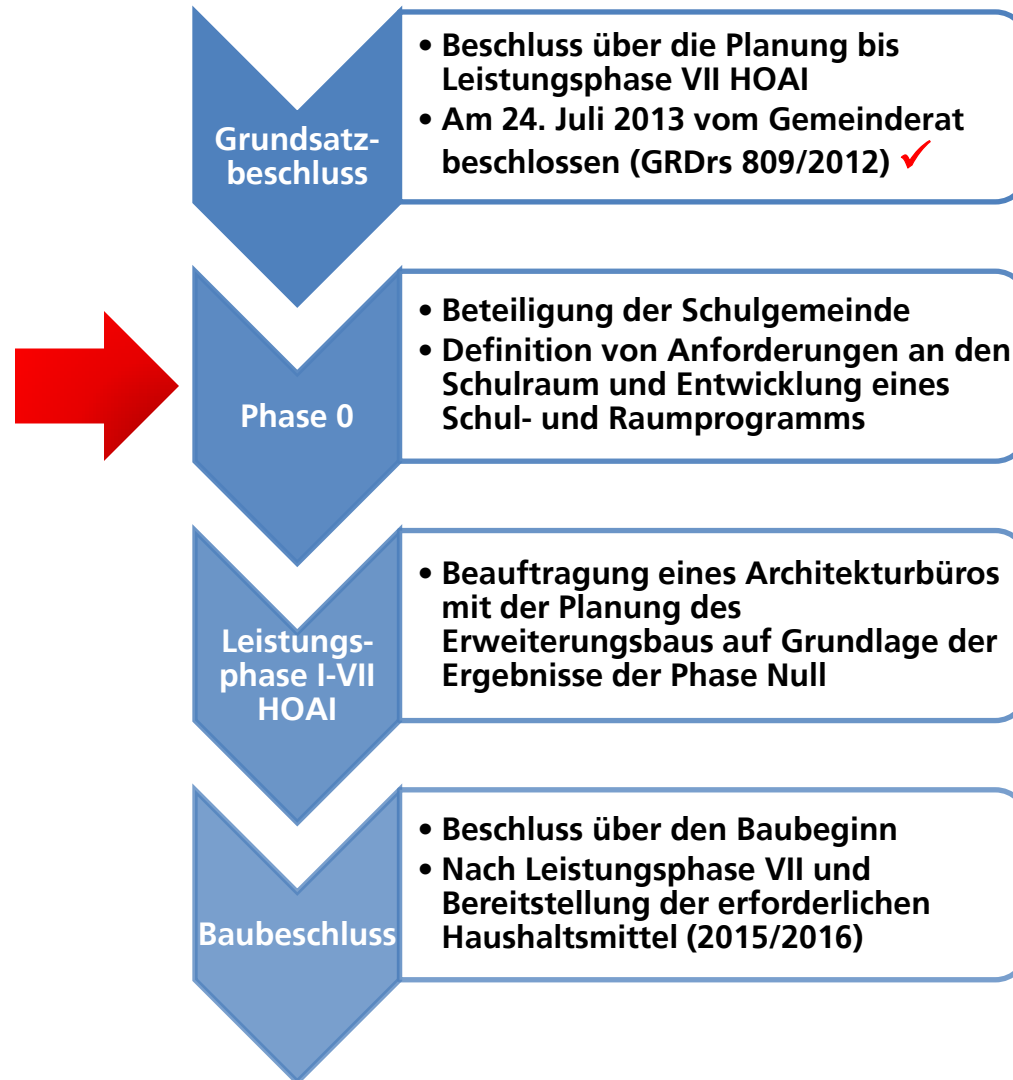 Grundsatz-
beschluss
• Beschluss über die Planung bis
Leistungsphase VII HOAI
• Am 24. Juli 2013 vom Gemeinderat
beschlossen (GRDrs 809/2012) ✓
Phase 0
• Beteiligung der Schulgemeinde
• Definition von Anforderungen an den
Schulraum und Entwicklung eines
Schul- und Raumprogramms
Leistungs-
phase I-VII
HOAI
• Beauftragung eines Architekturbüros
mit der Planung des
Erweiterungsbaus auf Grundlage der
Ergebnisse der Phase Null
Baubeschluss
• Beschluss über den Baubeginn
• Nach Leistungsphase VII und
Bereitstellung der erforderlichen
Haushaltsmittel (2015/2016)